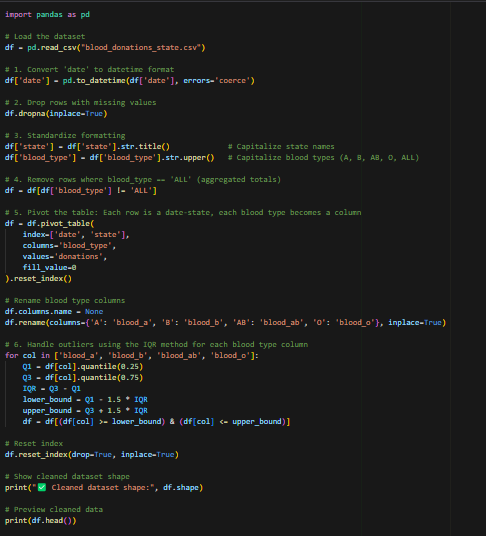 import pandas as pd
# Load the dataset
df = pd.read_csv("blood_donations_state.csv")
# 1. Convert 'date' to datetime format
df['date'] = pd.to_datetime(df['date'], errors='coerce')
# 2. Drop rows with missing values
df.dropna(inplace=True)
# 3. Standardize formatting
df['state'] = df['state'].str.title()              # Capitalize state names
df['blood_type'] = df['blood_type'].str.upper()   # Capitalize blood types (A, B, AB, O, ALL)
# 4. Remove rows where blood_type == 'ALL' (aggregated totals)
df = df[df['blood_type'] != 'ALL']
# 5. Pivot the table: Each row is a date-state, each blood type becomes a column
df = df.pivot_table(
    index=['date', 'state'],
    columns='blood_type',
    values='donations',
    fill_value=0
).reset_index()
# Rename blood type columns
df.columns.name = None
df.rename(columns={'A': 'blood_a', 'B': 'blood_b', 'AB': 'blood_ab', 'O': 'blood_o'}, inplace=True)
# 6. Handle outliers using the IQR method for each blood type column
for col in ['blood_a', 'blood_b', 'blood_ab', 'blood_o']:
    Q1 = df[col].quantile(0.25)
    Q3 = df[col].quantile(0.75)
    IQR = Q3 - Q1
    lower_bound = Q1 - 1.5 * IQR
    upper_bound = Q3 + 1.5 * IQR
    df = df[(df[col] >= lower_bound) & (df[col] <= upper_bound)]
# Reset index
df.reset_index(drop=True, inplace=True)
# Show cleaned dataset shape
print("✅ Cleaned dataset shape:", df.shape)
# Preview cleaned data
print(df.head())